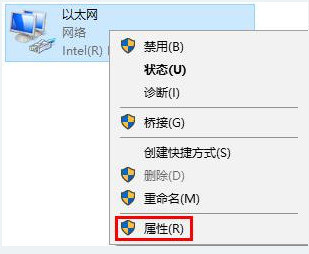 以太网
网络
Intel(R)
禁用(B)
状态(U)
诊断(I)
桥接(G)
创建快捷方式(S)
删除(D)
重命名(M)
属性(R)